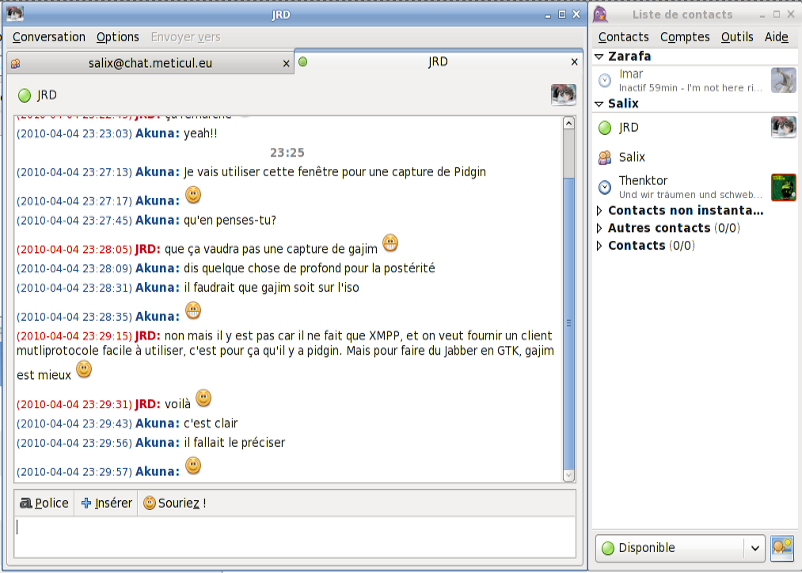 JRD
Conversation Options Envoyer vers
salix@chat.meticul.eu x JRD x
JRD
(2010-04-04 23:22:45) JRD: ça remarche
(2010-04-04 23:23:03) Akuna: yeah!!
23:25
(2010-04-04 23:27:13) Akuna: Je vais utiliser cette fenêtre pour une capture de Pidgin
(2010-04-04 23:27:17) Akuna:
(2010-04-04 23:27:45) Akuna: qu'en penses-tu?
(2010-04-04 23:28:05) JRD: que ça vaudra pas une capture de gajim
(2010-04-04 23:28:09) Akuna: dis quelque chose de profond pour la postérité
(2010-04-04 23:28:31) Akuna: il faudrait que gajim soit sur l'iso
(2010-04-04 23:28:35) Akuna:
(2010-04-04 23:29:15) JRD: non mais il y est pas car il ne fait que XMPP, et on veut fournir un client
mutliprotocole facile à utiliser, c'est pour ça qu'il y a pidgin. Mais pour faire du Jabber en GTK, gajim
est mieux
(2010-04-04 23:29:31) JRD: voilà
(2010-04-04 23:29:43) Akuna: c'est clair
(2010-04-04 23:29:56) Akuna: il fallait le préciser
(2010-04-04 23:29:57) Akuna:
Police Insérer Souriez !
Liste de contacts
Contacts Comptes Outils Aide
Zarafa
Imar
Inactif 59min - I'm not here ri...
Salix
JRD
Salix
Thenktor
Und wir träumen und schweb...
Contacts non instanta...
Autres contacts (0/0)
Contacts (0/0)
Disponible